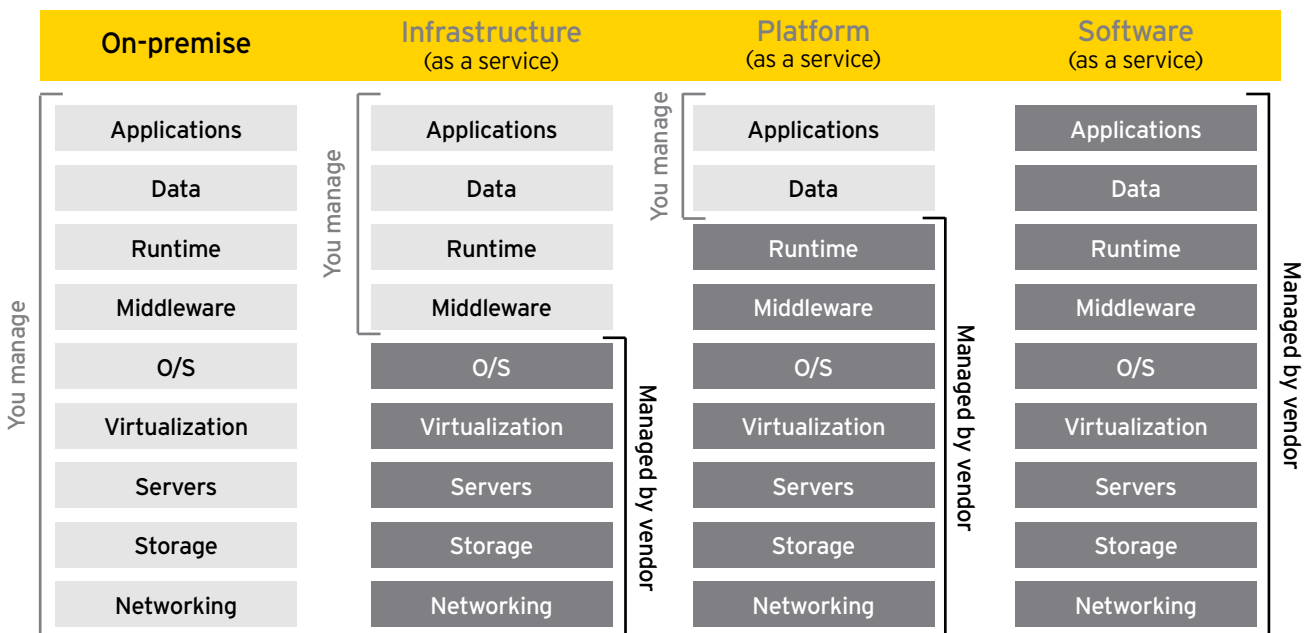 On-premise
Infrastructure
(as a service)
Platform
(as a service)
Software
(as a service)
You manage
Applications
Data
Runtime
Middleware
O/S
Virtualization
Servers
Storage
Networking
You manage
Applications
Data
Runtime
Middleware
O/S
Virtualization
Servers
Storage
Networking
Managed by vendor
You manage
Applications
Data
Runtime
Middleware
O/S
Virtualization
Servers
Storage
Networking
Managed by vendor
Applications
Data
Runtime
Middleware
O/S
Virtualization
Servers
Storage
Networking
Managed by vendor